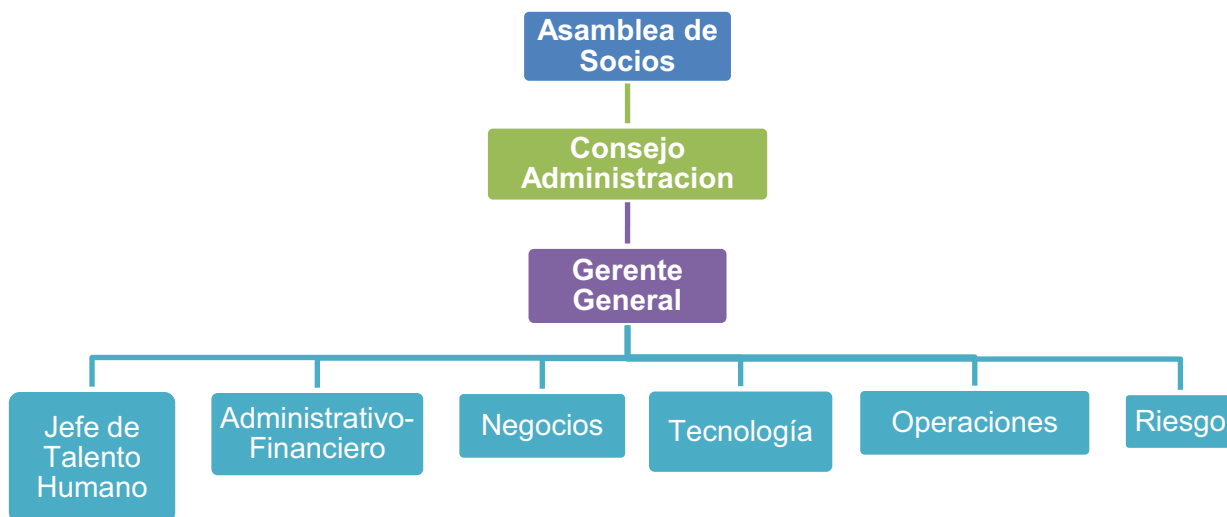 Asamblea de
Socios
Consejo
Administracion
Gerente
General
Jefe de
Talento
Humano
Administrativo-
Financiero
Negocios
Tecnología
Operaciones
Riesgo